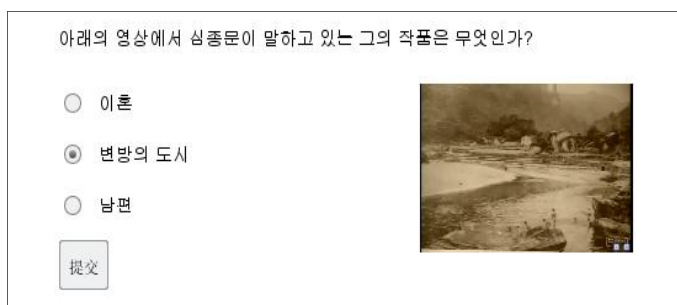 아래의 영상에서 심종문이 말하고 있는 그의 작품은 무엇인가?
이혼
변방의 도시
남편
提交